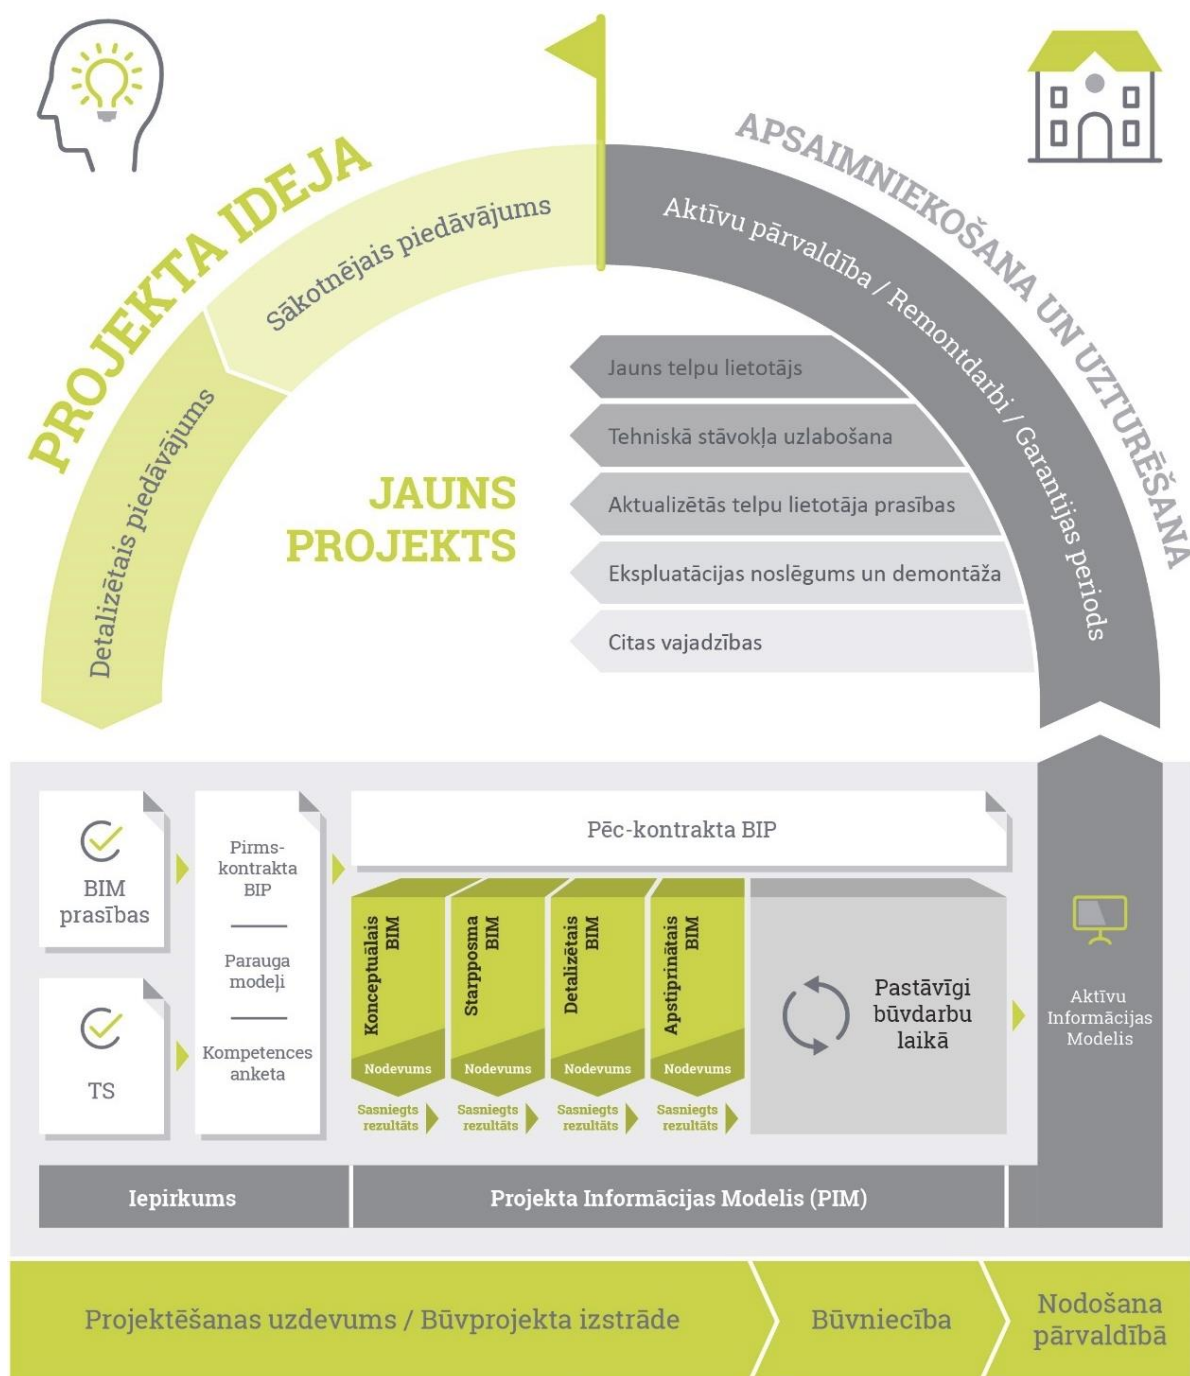 PROJEKTA IDEJA
APSAIMNIEKOŠANA UN UZTURĒŠANA
Sākotnējais piedāvājums
Detalizētais piedāvājums
Aktīvu pārvaldība / Remontdarbi / Garantijas periods
JAUNS
PROJEKTS
Jauns telpu lietotājs
Tehniskā stāvokļa uzlabošana
Aktualizētās telpu lietotāja prasības
Ekspluatācijas noslēgums un demontāža
Citas vajadzības
BIM
prasības
TS
Pirms-
kontrakta
BIP
Parauga
modeļi
Kompetences
anketa
Pēc-kontrakta BIP
Konceptuālais
BIM
Nodevums
Sasniegts
rezultāts
Starpposma
BIM
Nodevums
Sasniegts
rezultāts
Detalizētais
BIM
Nodevums
Sasniegts
rezultāts
Apstiprinātais
BIM
Nodevums
Sasniegts
rezultāts
Pastāvīgi
būvdarbu
laikā
Aktīvu
Informācijas
Modelis
Iepirkums
Projekta Informācijas Modelis (PIM)
Projektēšanas uzdevums / Būvprojekta izstrāde
Būvniecība
Nodošana
pārvaldībā